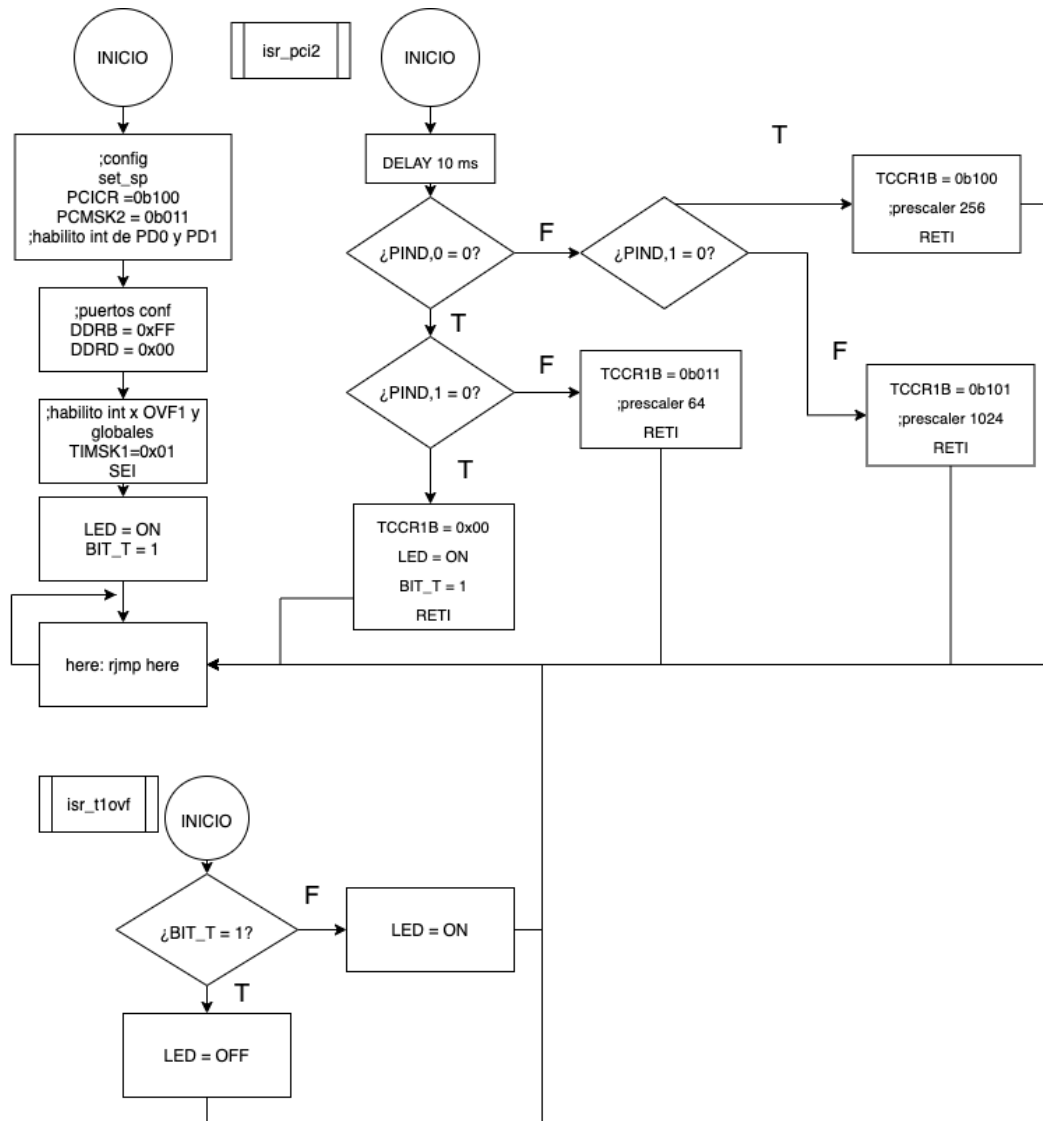 INICIO
;config
set_sp
PCICR =0b100
PCMSK2 = 0b011
;habilito int de PD0 y PD1
;puertos conf
DDRB = 0xFF
DDRD = 0x00
;habilito int x OVF1 y
globales
TIMSK1=0x01
SEI
LED = ON
BIT_T = 1
here: rjmp here
isr_pci2
INICIO
DELAY 10 ms
¿PIND,0 = 0?
F
¿PIND,1 = 0?
T
TCCR1B = 0b100
;prescaler 256
RETI
F
TCCR1B = 0b101
;prescaler 1024
RETI
T
¿PIND,1 = 0?
F
TCCR1B = 0b011
;prescaler 64
RETI
T
TCCR1B = 0x00
LED = ON
BIT_T = 1
RETI
isr_t1ovf
INICIO
¿BIT_T = 1?
F
LED = ON
T
LED = OFF